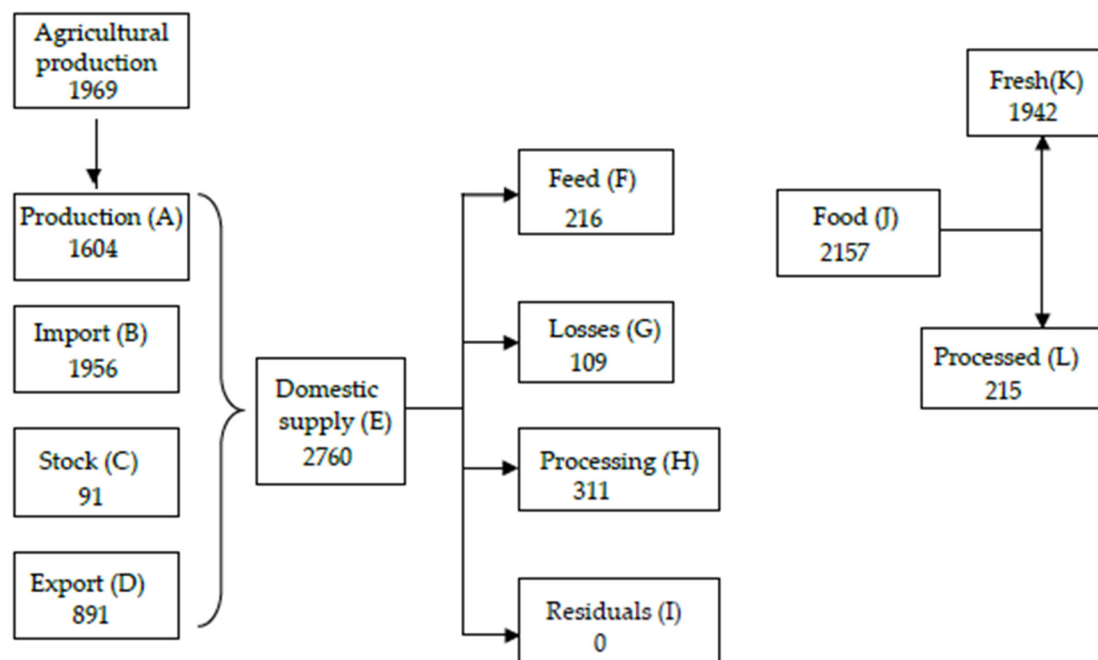 Agricultural
production
1969
Production (A)
1604
Import (B)
1956
Stock (C)
91
Export (D)
891
Domestic
supply (E)
2760
Feed (F)
216
Losses (G)
109
Processing (H)
311
Residuals (I)
0
Food (J)
2157
Fresh(K)
1942
Processed (L)
215